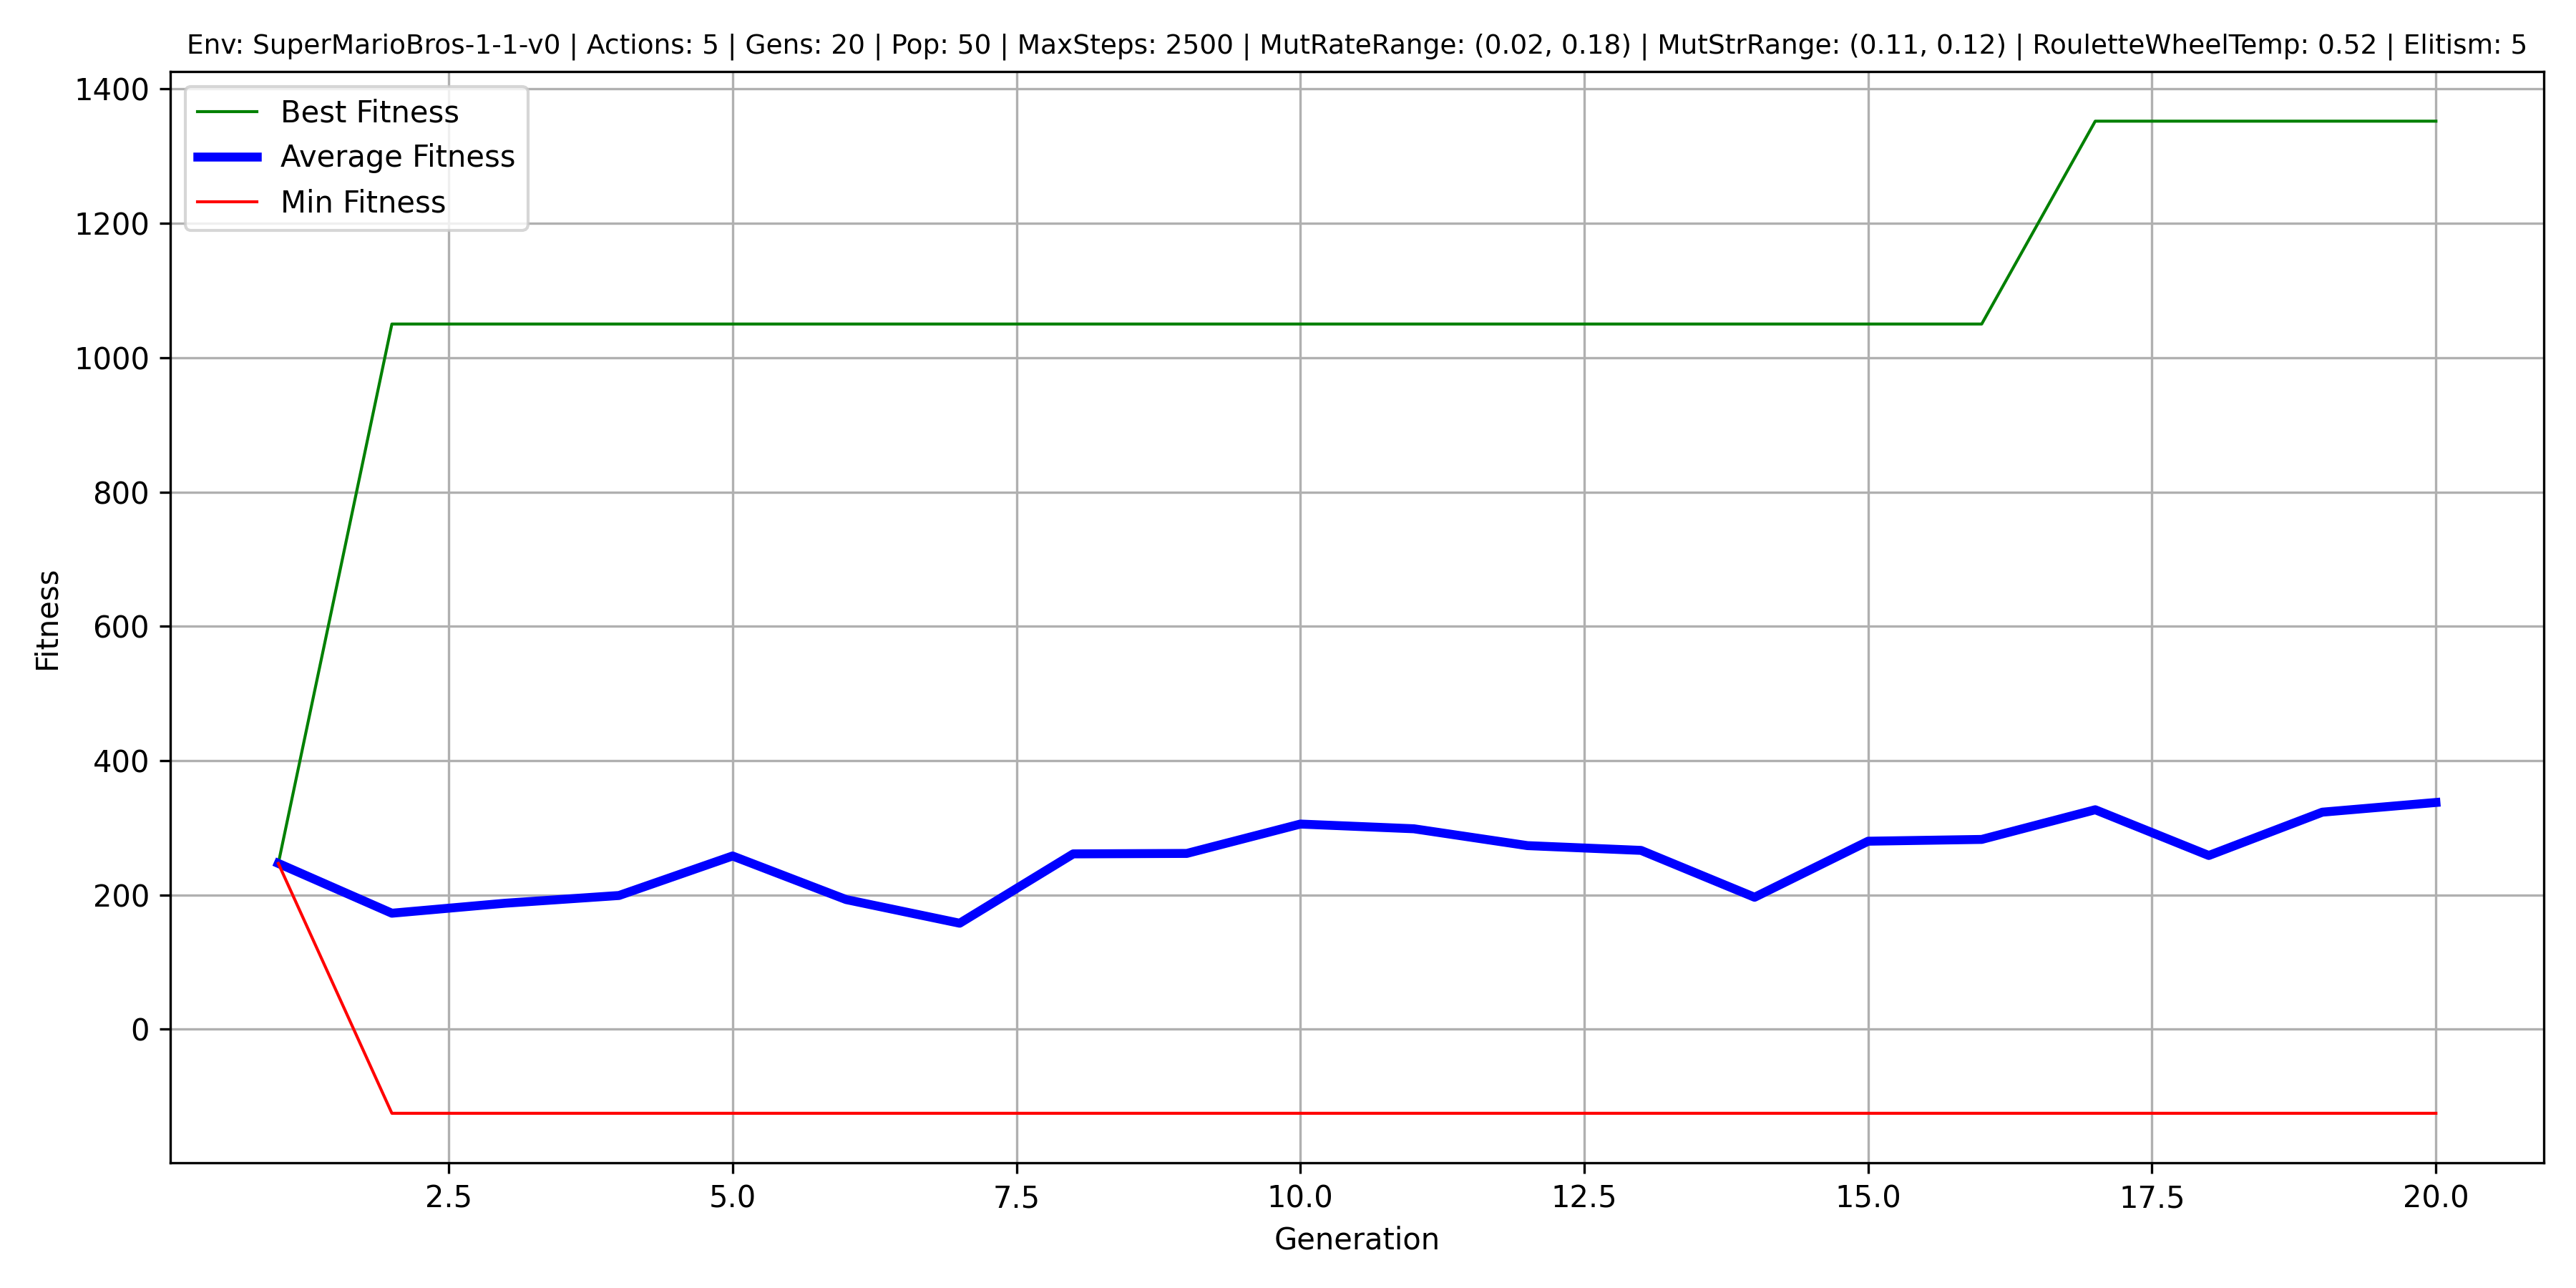 Env: SuperMarioBros-1-1-v0 | Actions: 5 | Gens: 20 | Pop: 50 | MaxSteps: 2500 | MutRateRange: (0.02, 0.18) | MutStrRange: (0.11, 0.12) | RouletteWheelTemp: 0.52 | Elitism: 5
Best Fitness
Average Fitness
Min Fitness
1400
1200
1000
800
600
400
200
0
Fitness
2.5 5.0 7.5 10.0 12.5 15.0 17.5 20.0
Generation